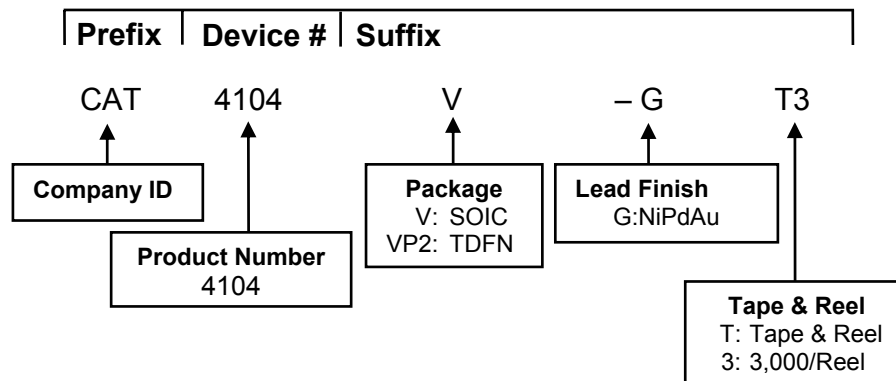 Prefix Device # Suffix
CAT 4104 V – G T3
Company ID
Product Number
4104
Package
V: SOIC
VP2: TDFN
Lead Finish
G:NiPdAu
Tape & Reel
T: Tape & Reel
3: 3,000/Reel